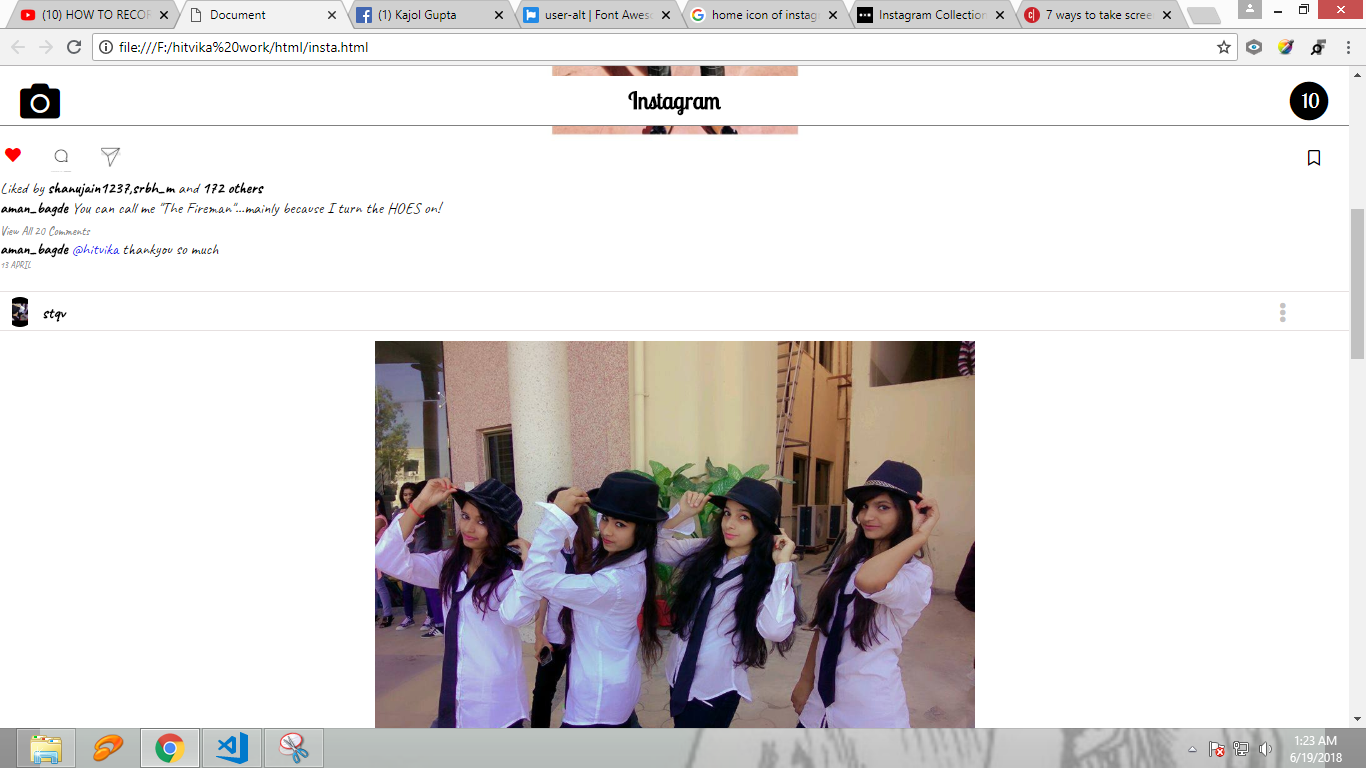 (10) HOW TO RECOR
Document
(1) Kajol Gupta
user-alt | Font Aweso
home icon of instag
Instagram Collection
7 ways to take scree
file:///F:/hitvika%20work/html/insta.html
Instagram
10
Liked by shanujain1237,srbh_m and 172 others
aman_bagde You can call me "The Fireman"...mainly because I turn the HOES on!
View All 20 Comments
aman_bagde @hitvika thankyou so much
13 APRIL
stqv
1:23 AM
6/19/2018